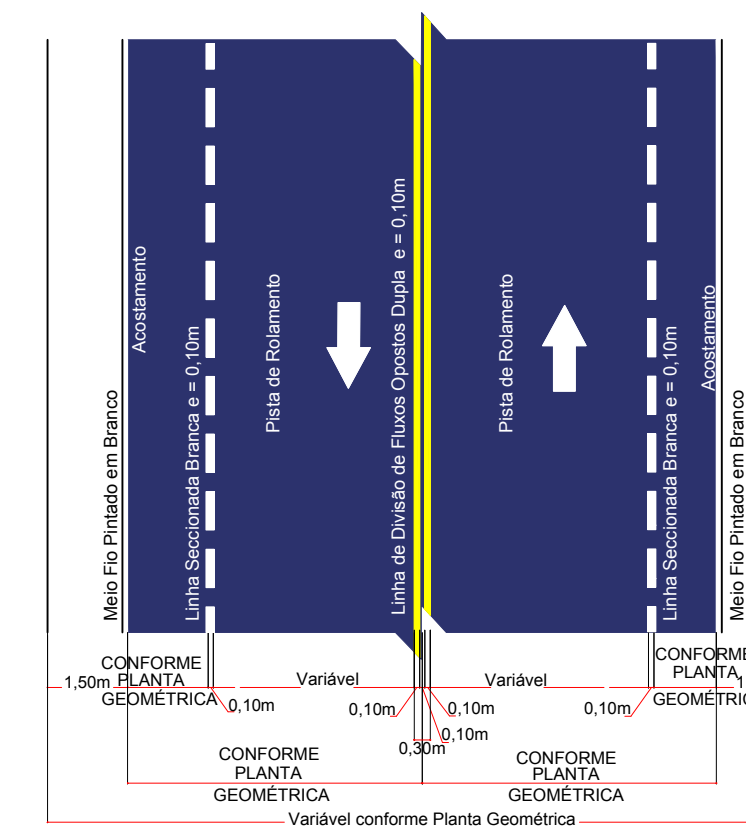 Meio Fio Pintado em Branco
Acostamento
Linha Seccionada Branca e = 0,10m
Pista de Rolamento
Linha de Divisão de Fluxos Opostos Dupla e = 0,10m
Pista de Rolamento
Linha Seccionada Branca e = 0,10m
Acostamento
Meio Fio Pintado em Branco
1,50m
CONFORME
PLANTA
GEOMÉTRICA
0,10m
Variável
0,10m
0,10m
0,10m
0,30m
Variável
0,10m
CONFORME
PLANTA
GEOMÉTRIC
1
CONFORME
PLANTA
GEOMÉTRICA
CONFORME
PLANTA
GEOMÉTRICA
Variável conforme Planta Geométrica